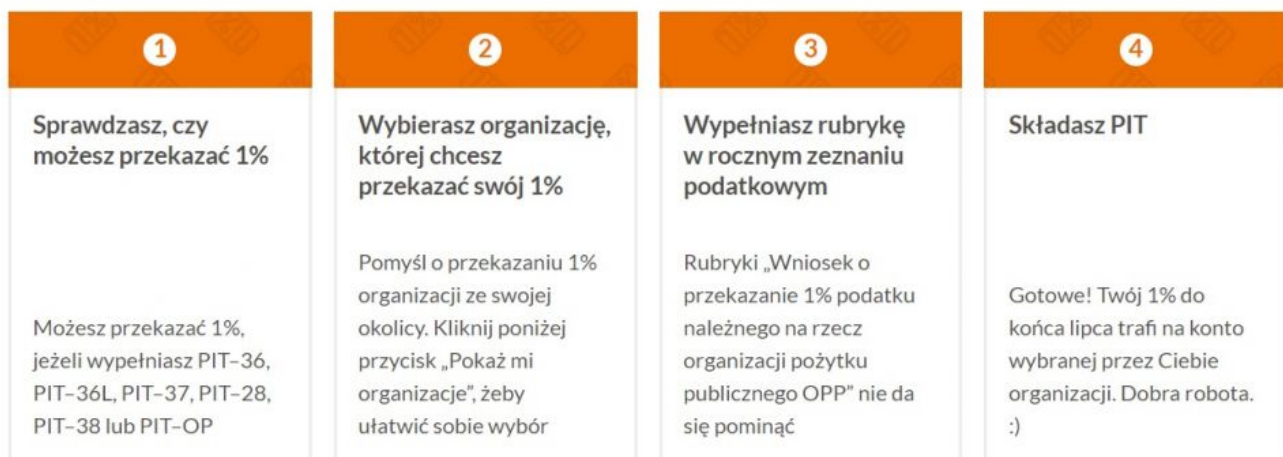 1
Sprawdzasz, czy
możesz przekazać 1%
Możesz przekazać 1%,
jeżeli wypełniasz PIT–36,
PIT–36L, PIT–37, PIT–28,
PIT–38 lub PIT–OP
2
Wybierasz organizację,
której chcesz
przekazać swój 1%
Pomyśl o przekazaniu 1%
organizacji ze swojej
okolicy. Kliknij poniżej
przycisk „Pokaż mi
organizacje”, żeby
ułatwić sobie wybór
3
Wypełniasz rubrykę
w rocznym zeznaniu
podatkowym
Rubryki „Wniosek o
przekazanie 1% podatku
należnego na rzecz
organizacji pożytku
publicznego OPP” nie da
się pominąć
4
Składasz PIT
Gotowe! Twój 1% do
końca lipca trafi na konto
wybranej przez Ciebie
organizacji. Dobra robota.
:)